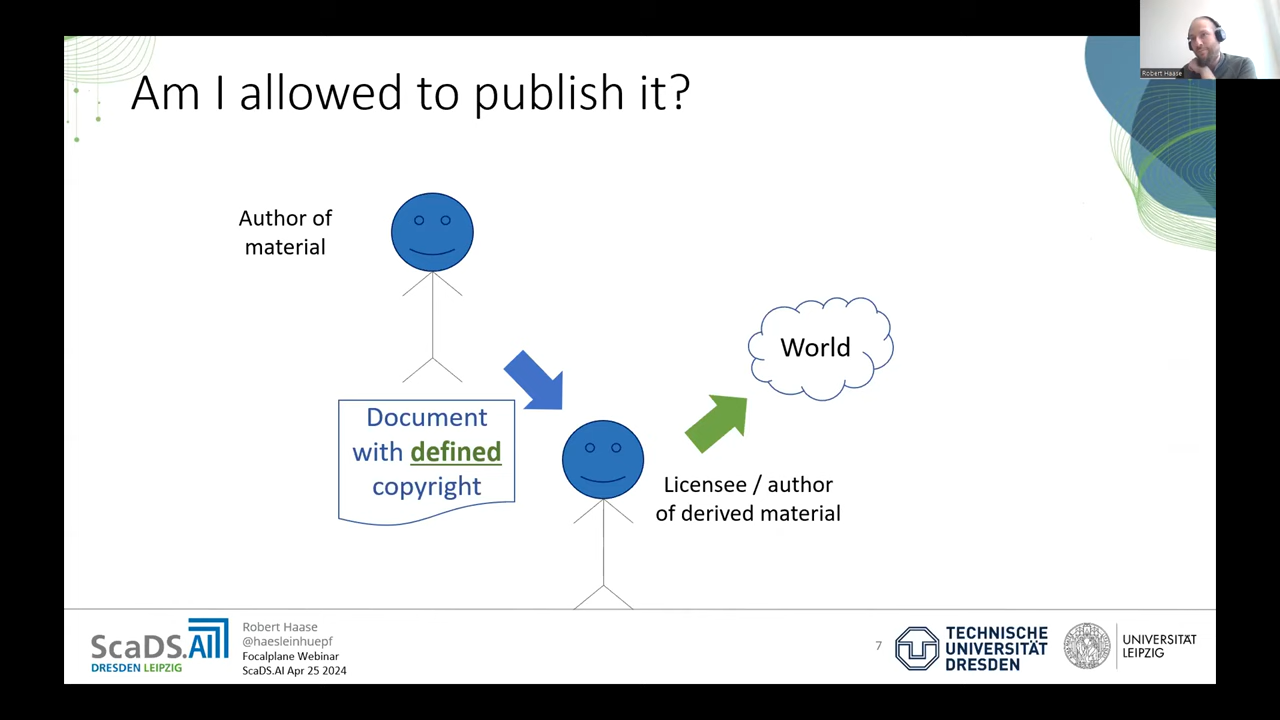 Robert Haase
Am I allowed to publish it?
Author of
material
World
Document
with defined
copyright
Licensee / author
of derived material
ScaDS.AI
DRESDEN LEIPZIG
Robert Haase
@haesleinhuepf
Focalplane Webinar
ScaDS.AI Apr 25 2024
7
TECHNISCHE
UNIVERSITÄT
DRESDEN
UNIVERSITÄT
LEIPZIG